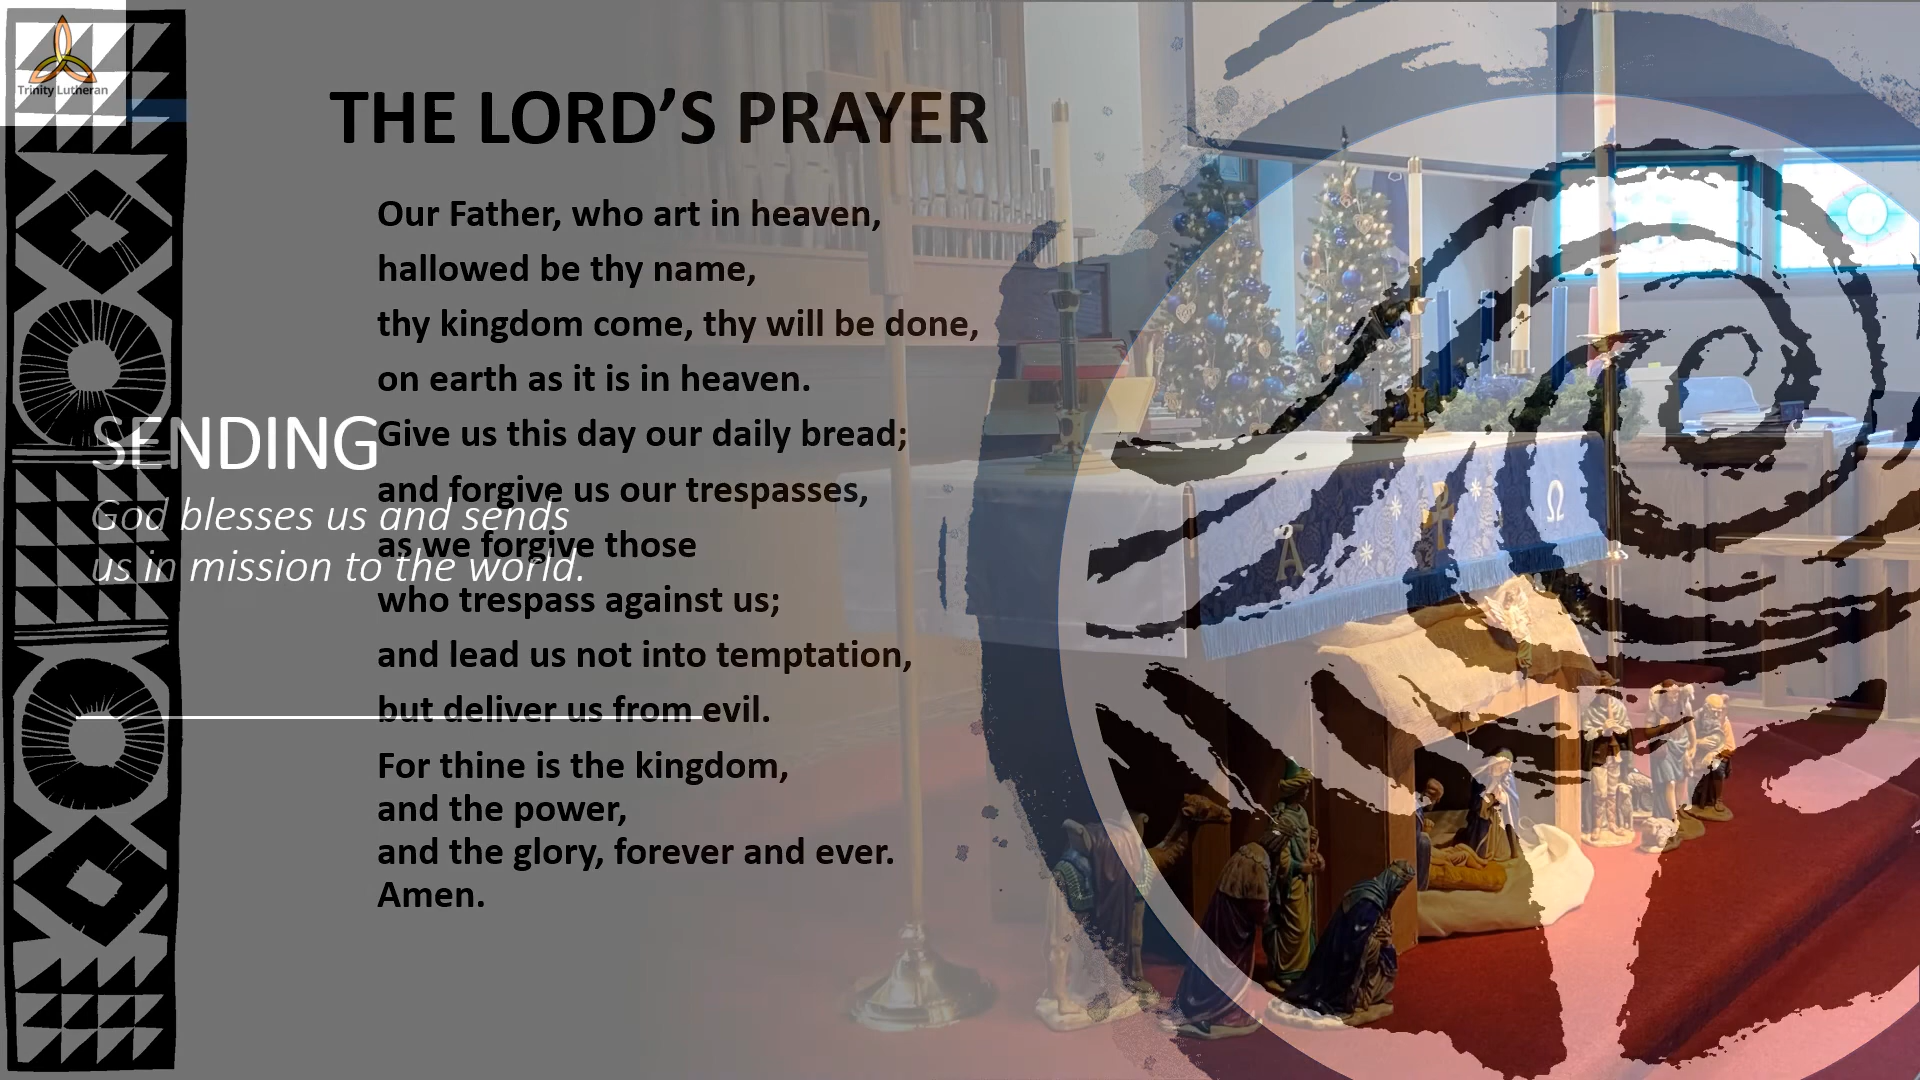 Trinity Lutheran
THE LORD’S PRAYER
Our Father, who art in heaven,
hallowed be thy name,
thy kingdom come, thy will be done,
on earth as it is in heaven.
Give us this day our daily bread;
and forgive us our trespasses,
as we forgive those
who trespass against us;
and lead us not into temptation,
but deliver us from evil.
For thine is the kingdom,
and the power,
and the glory, forever and ever.
Amen.
SENDING
God blesses us and sends
us in mission to the world.
Α
Ω